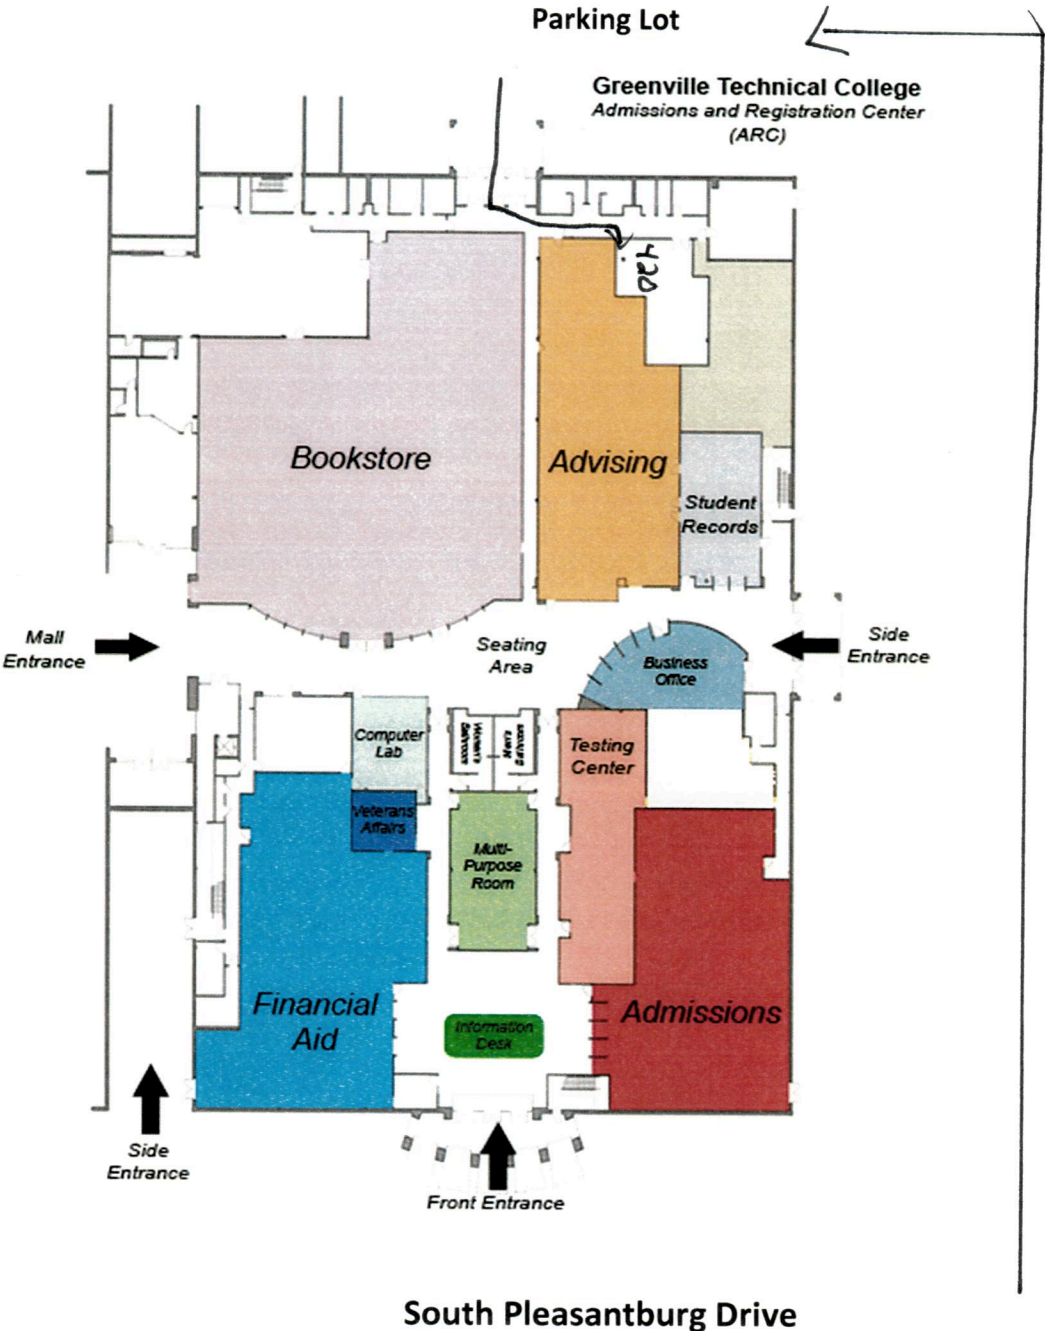 Parking Lot
Greenville Technical College
Admissions and Registration Center
(ARC)
420
Bookstore
Advising
Student
Records
Mall
Entrance
Seating
Area
Business
Office
Side
Entrance
Computer
Lab
Women's
Testing
Center
Veterans
Affairs
Multi-
Purpose
Room
Financial
Aid
Information
Desk
Admissions
Side
Entrance
Front Entrance
South Pleasantburg Drive